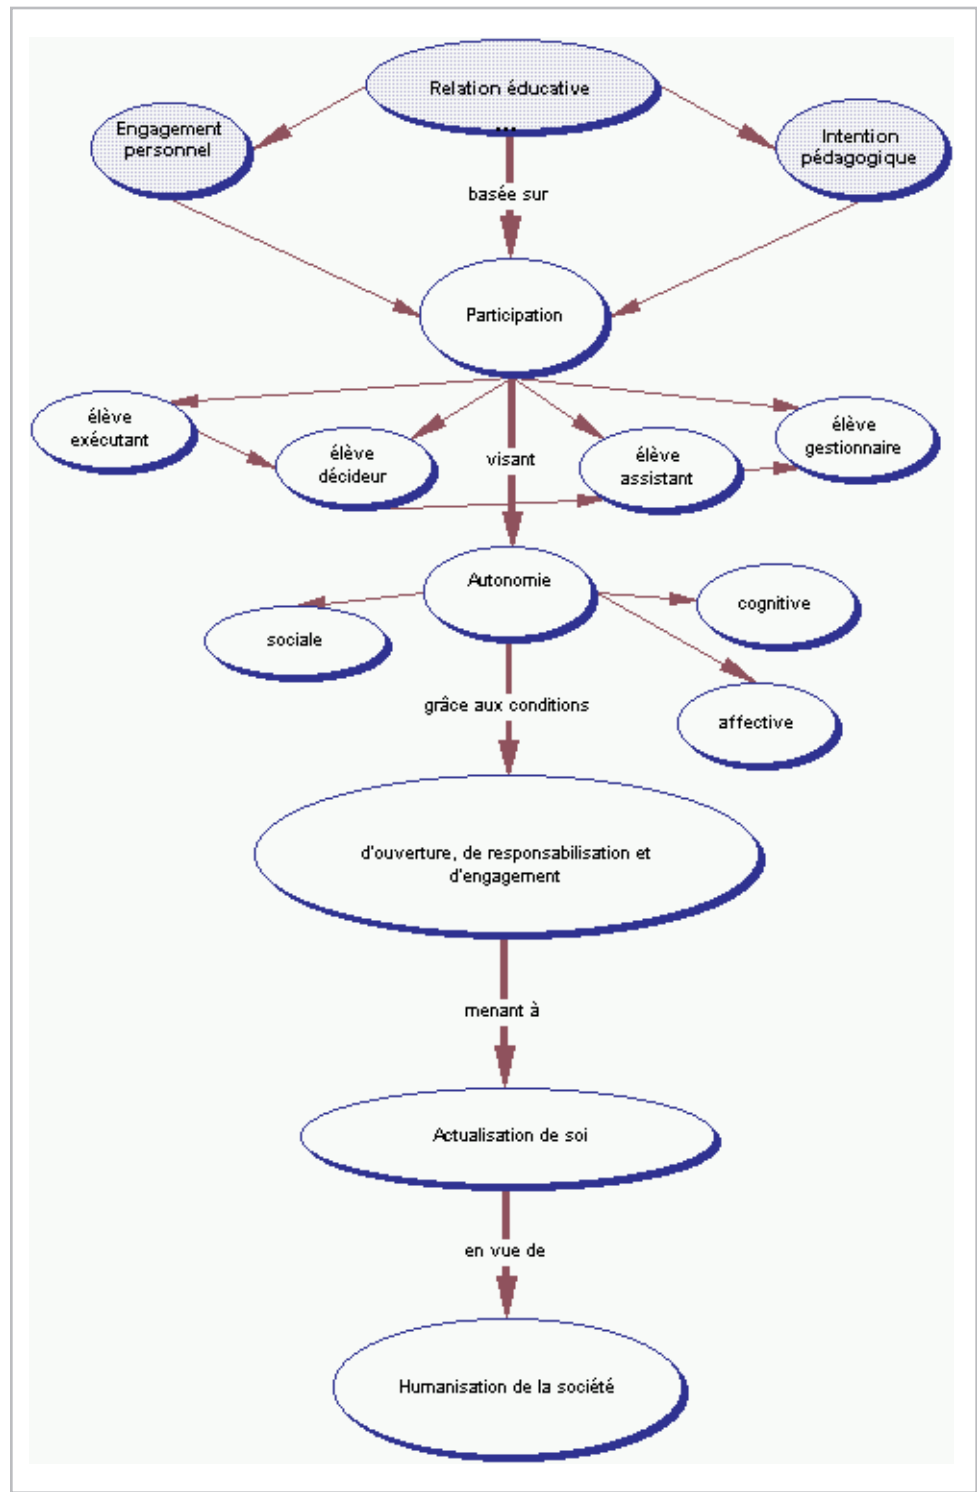 Relation éducative
...
Engagement
personnel
Intention
pédagogique
basée sur
Participation
élève
exécutant
élève
décideur
visant
élève
assistant
élève
gestionnaire
Autonomie
sociale
cognitive
affective
grâce aux conditions
d'ouverture, de responsabilisation et
d'engagement
menant à
Actualisation de soi
en vue de
Humanisation de la société